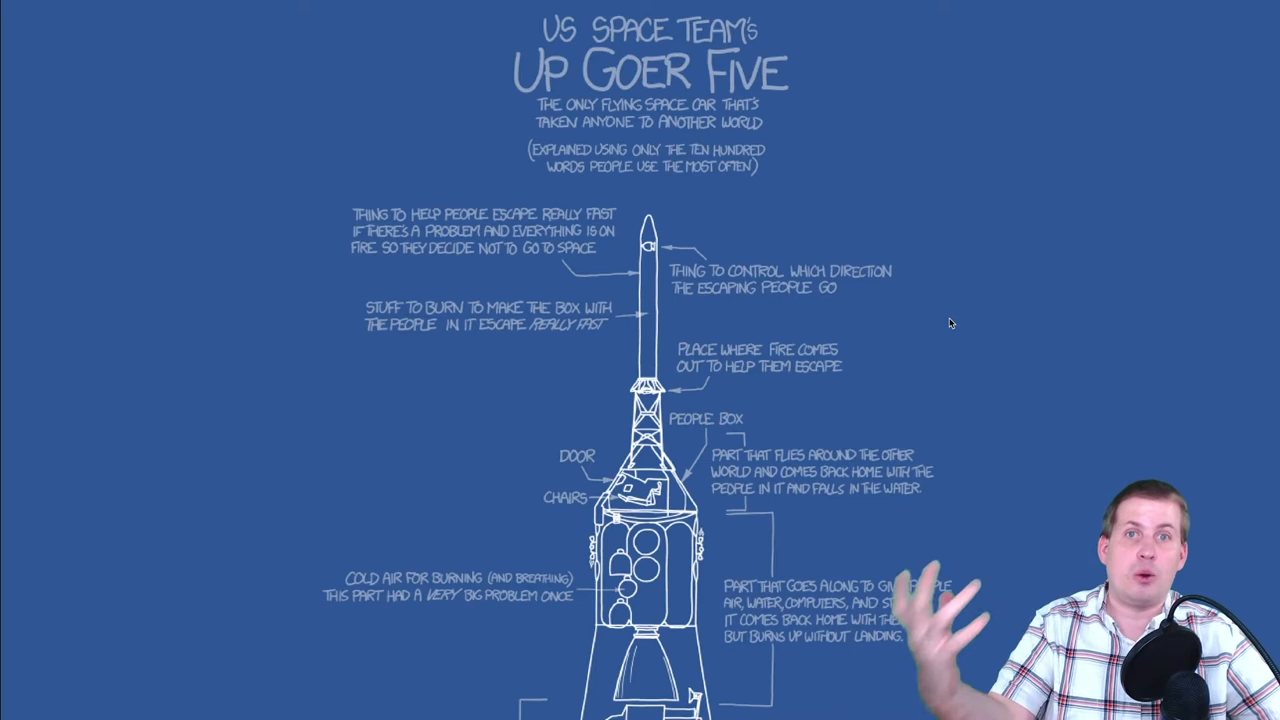 US SPACE TEAM'S
UP GOER FIVE
THE ONLY FLYING SPACE CAR THAT'S
TAKEN ANYONE TO ANOTHER WORLD
(EXPLAINED USING ONLY THE TEN HUNDRED
WORDS PEOPLE USE THE MOST OFTEN)
THING TO HELP PEOPLE ESCAPE REALLY FAST
IF THERE'S A PROBLEM AND EVERYTHING IS ON
FIRE SO THEY DECIDE NOT TO GO TO SPACE
THING TO CONTROL WHICH DIRECTION
THE ESCAPING PEOPLE GO
STUFF TO BURN TO MAKE THE BOX WITH
THE PEOPLE IN IT ESCAPE REALLY FAST
PLACE WHERE FIRE COMES
OUT TO HELP THEM ESCAPE
PEOPLE BOX
DOOR
CHAIRS
PART THAT FLIES AROUND THE OTHER
WORLD AND COMES BACK HOME WITH THE
PEOPLE IN IT AND FALLS IN THE WATER.
COLD AIR FOR BURNING (AND BREATHING)
THIS PART HAD A VERY BIG PROBLEM ONCE
PART THAT GOES ALONG TO
AIR, WATER, COMPUTERS, AND
IT COMES BACK HOME WITH
BUT BURNS UP WITHOUT LANDING.